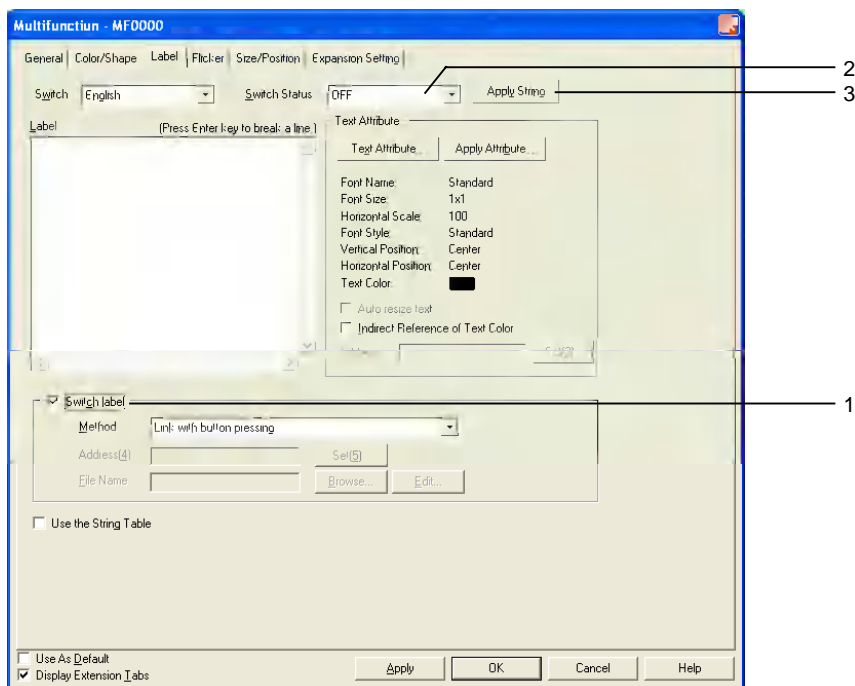 Multifunctiun - MF0000
General Color/Shape Label Flicker Size/Position Expansion Setting
2
Switch English Switch Status OFF Apply String
3
Label (Press Enter key to break a line.)
Text Attribute
Text Attribute... Apply Attribute...
Font Name: Standard
Font Size: 1x1
Horizontal Scale: 100
Font Style: Standard
Vertical Position: Center
Horizontal Position: Center
Text Color:
Auto resize text
Indirect Reference of Text Color
Switch label
1
Method Link with button pressing
Address(4) Set(5)
File Name Browse... Edit...
Use the String Table
Use As Default
Display Extension Tabs
Apply OK Cancel Help